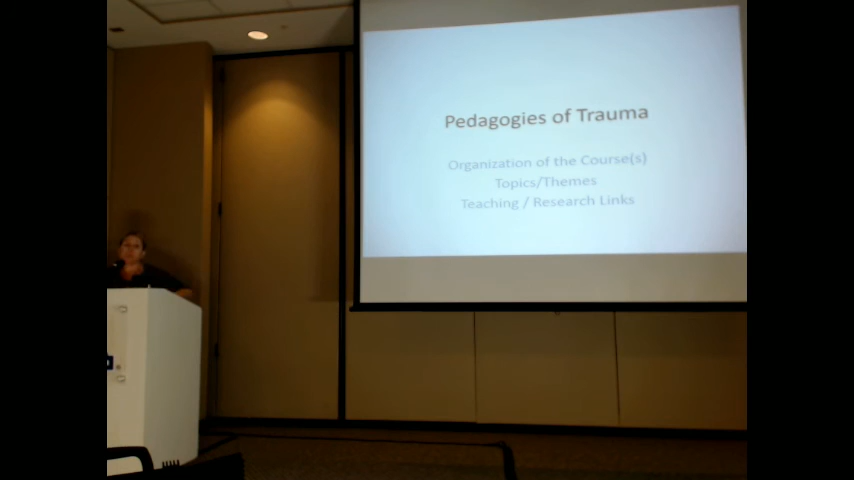 Pedagogies of Trauma
Organization of the Course(s)
Topics/Themes
Teaching / Research Links